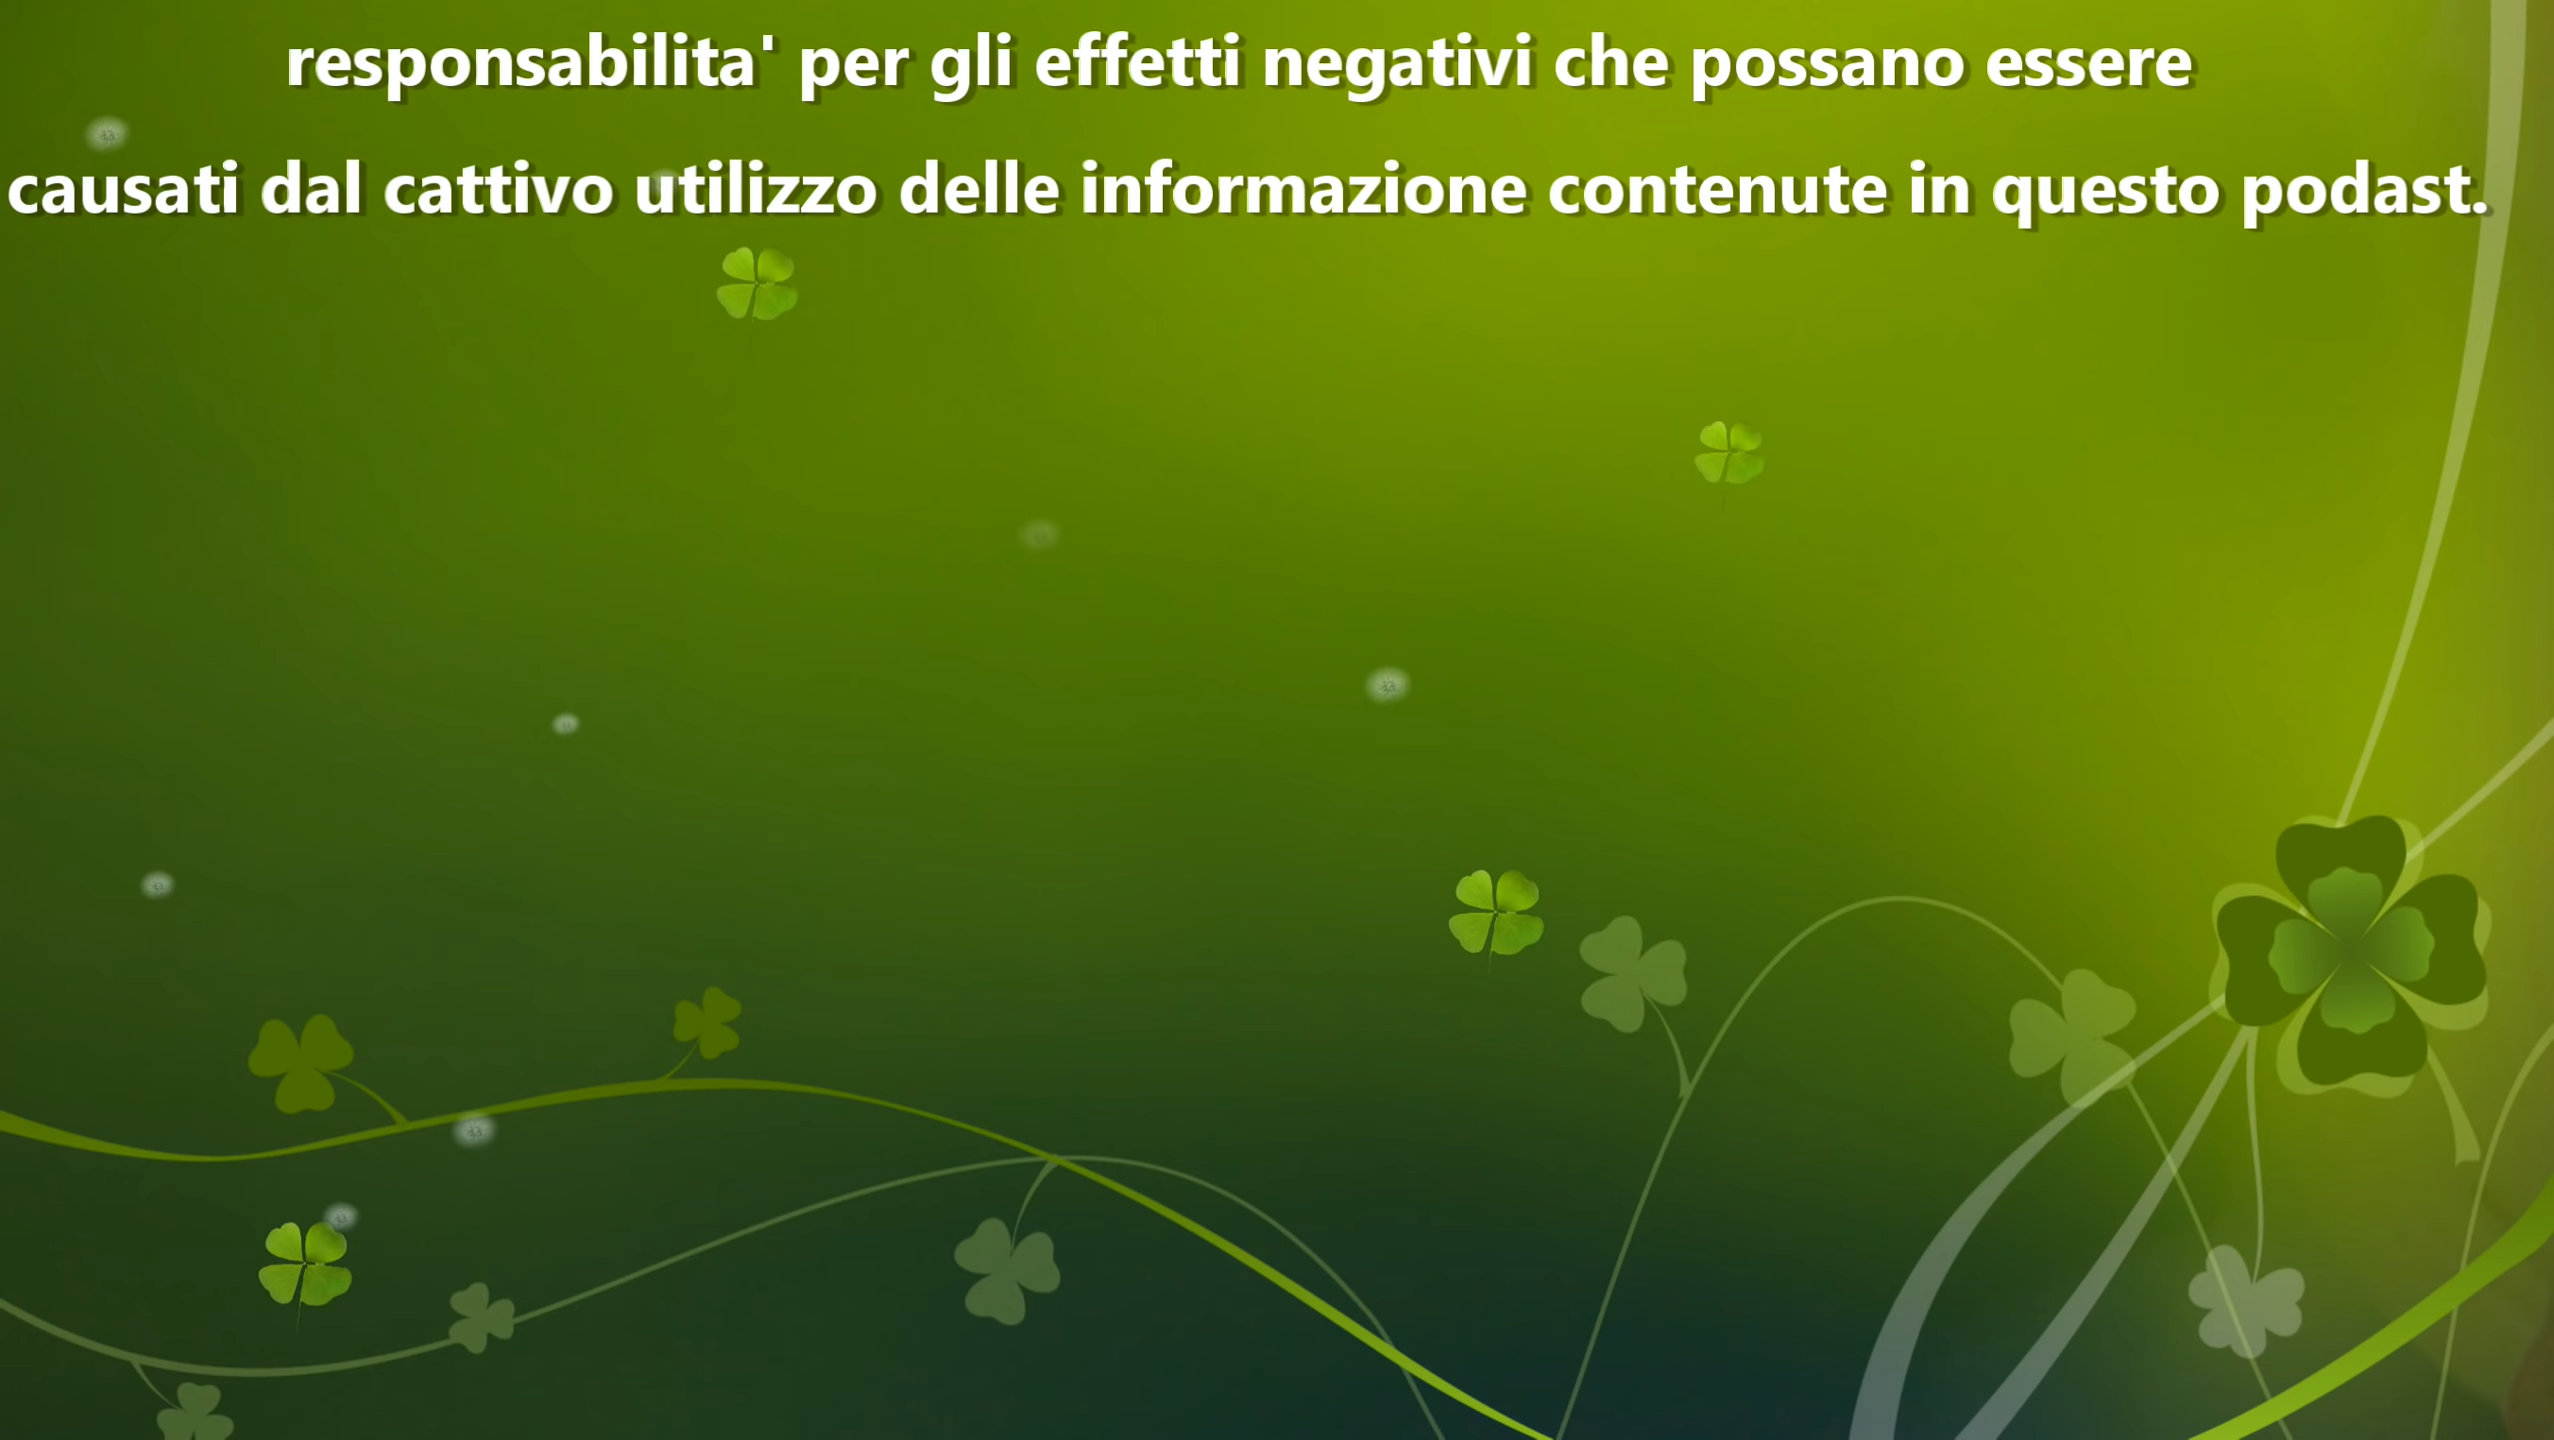 responsabilita' per gli effetti negativi che possano essere
causati dal cattivo utilizzo delle informazione contenute in questo podast.